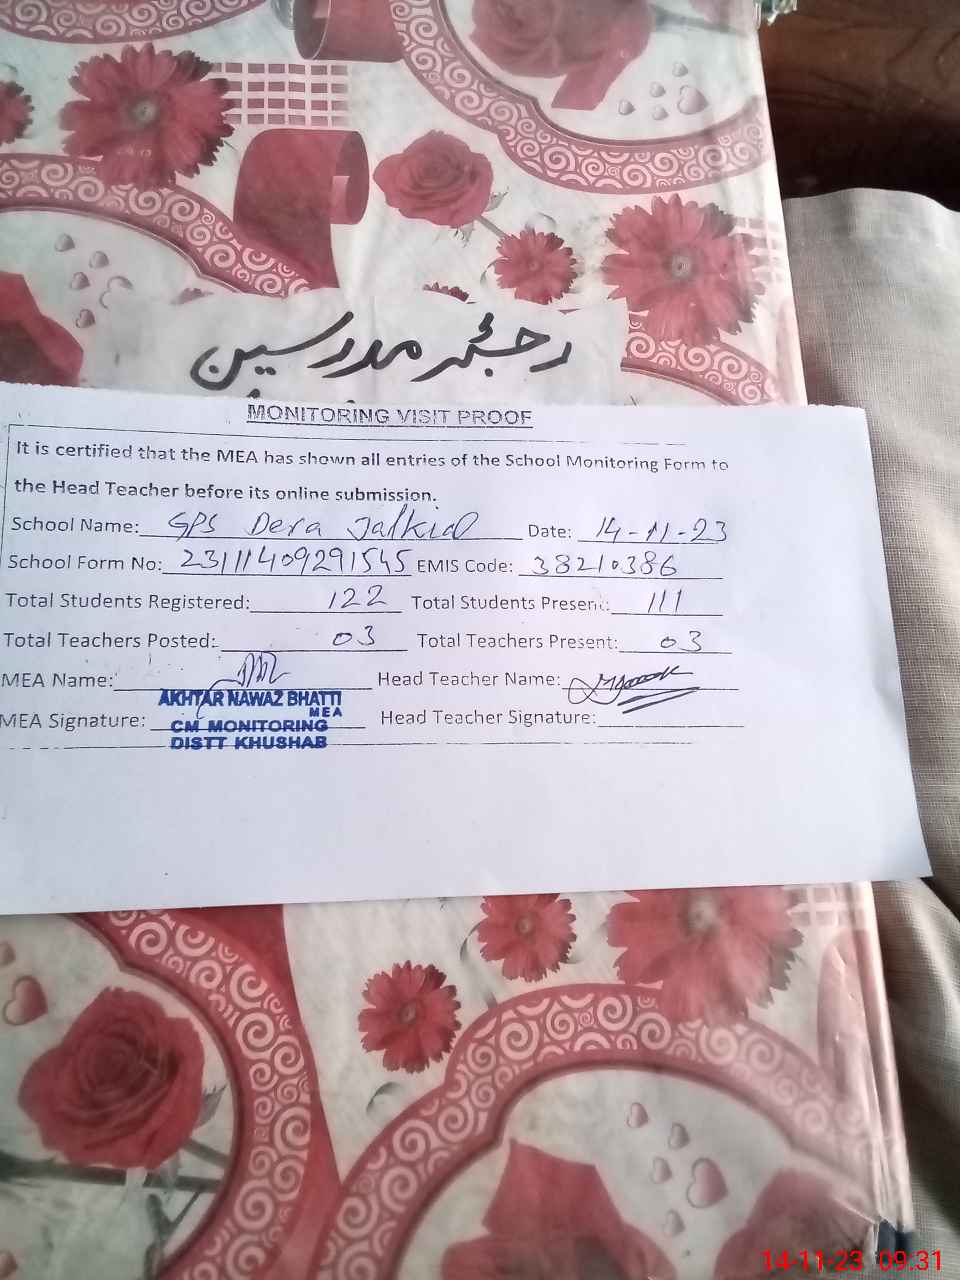 رجسٹر مدرسین
MONITORING VISIT PROOF
It is certified that the MEA has shown all entries of the School Monitoring Form to
the Head Teacher before its online submission.
School Name: GPS Dera Jalkial Date: 14-11-23
School Form No: 23111409291545 EMIS Code: 38210386
Total Students Registered: 122 Total Students Present: 111
Total Teachers Posted: 03 Total Teachers Present: 03
MEA Name: Head Teacher Name:
AKHTAR NAWAZ BHATTI
MEA
MEA Signature: CM MONITORING Head Teacher Signature:
DISTT KHUSHAB
14-11-23 09:31